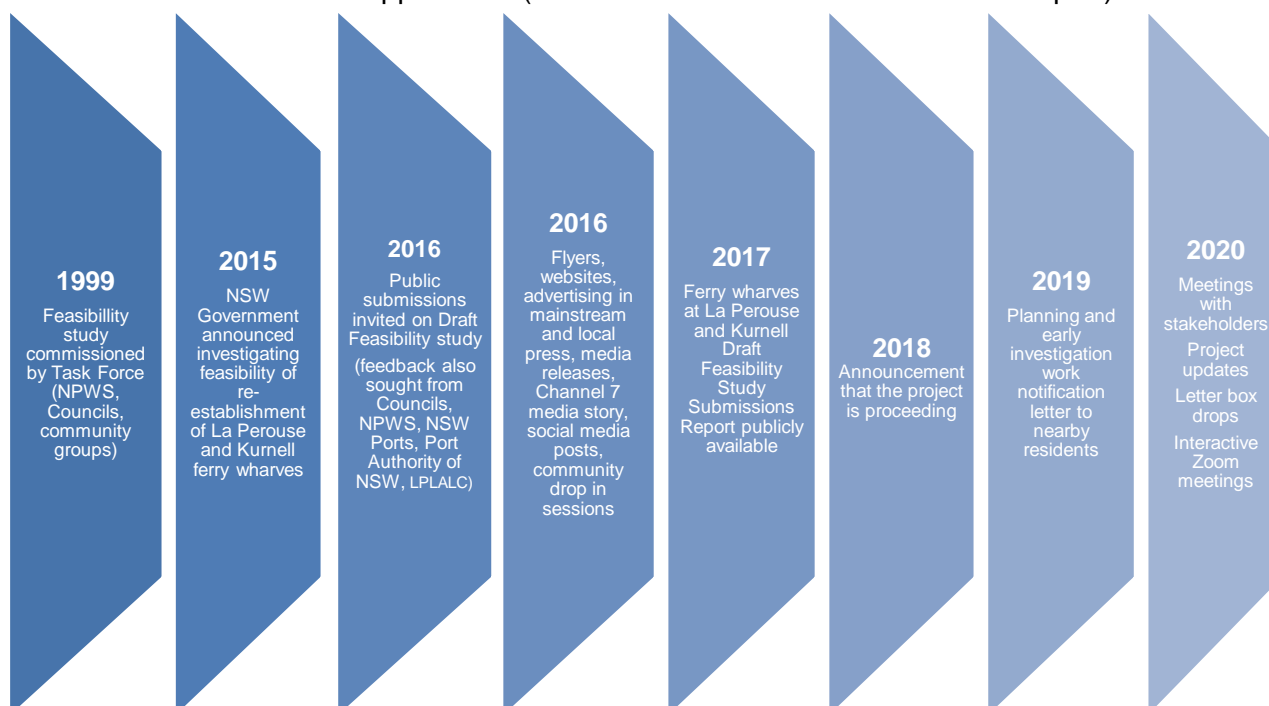 1999
Feasibillity
study
commissioned
by Task Force
(NPWS,
Councils,
community
groups)
2015
NSW
Government
announced
investigating
feasibility of
re-
establishment
of La Perouse
and Kurnell
ferry wharves
2016
Public
submissions
invited on Draft
Feasibility study
(feedback also
sought from
Councils,
NPWS, NSW
Ports, Port
Authority of
NSW, LPLALC)
2016
Flyers,
websites,
advertising in
mainstream
and local
press, media
releases,
Channel 7
media story,
social media
posts,
community
drop in
sessions
2017
Ferry wharves
at La Perouse
and Kurnell
Draft
Feasibility
Study
Submissions
Report publicly
available
2018
Announcement
that the project
is proceeding
2019
Planning and
early
investigation
work
notification
letter to
nearby
residents
2020
Meetings
with
stakeholders
Project
updates
Letter box
drops
Interactive
Zoom
meetings